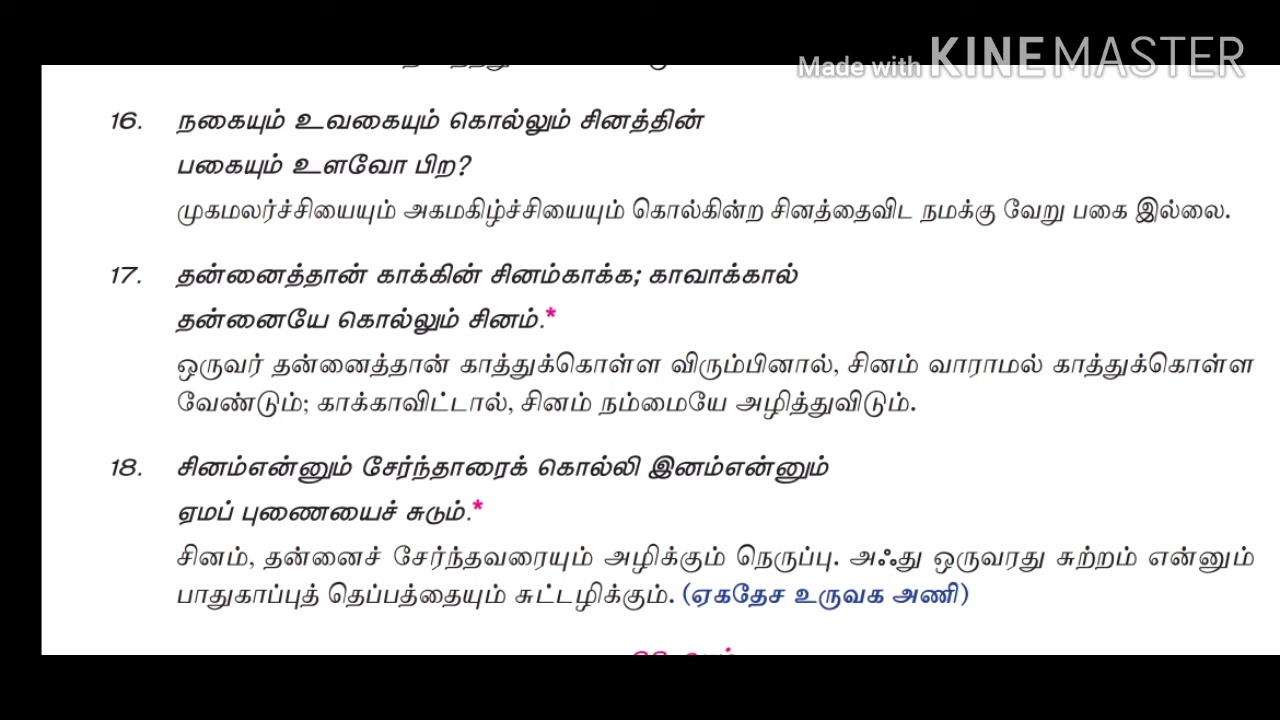 Made with KINEMASTER
16. நகையும் உவகையும் கொல்லும் சினத்தின்
பகையும் உளவோ பிற?
முகமலர்ச்சியையும் அகமகிழ்ச்சியையும் கொல்கின்ற சினத்தைவிட நமக்கு வேறு பகை இல்லை.
17. தன்னைத்தான் காக்கின் சினம்காக்க; காவாக்கால்
தன்னையே கொல்லும் சினம்.*
ஒருவர் தன்னைத்தான் காத்துக்கொள்ள விரும்பினால், சினம் வாராமல் காத்துக்கொள்ள
வேண்டும்; காக்காவிட்டால், சினம் நம்மையே அழித்துவிடும்.
18. சினம்என்னும் சேர்ந்தாரைக் கொல்லி இனம்என்னும்
ஏமப் புணையைச் சுடும்.*
சினம், தன்னைச் சேர்ந்தவரையும் அழிக்கும் நெருப்பு. அஃது ஒருவரது சுற்றம் என்னும்
பாதுகாப்புத் தெப்பத்தையும் சுட்டழிக்கும். (ஏகதேச உருவக அணி)